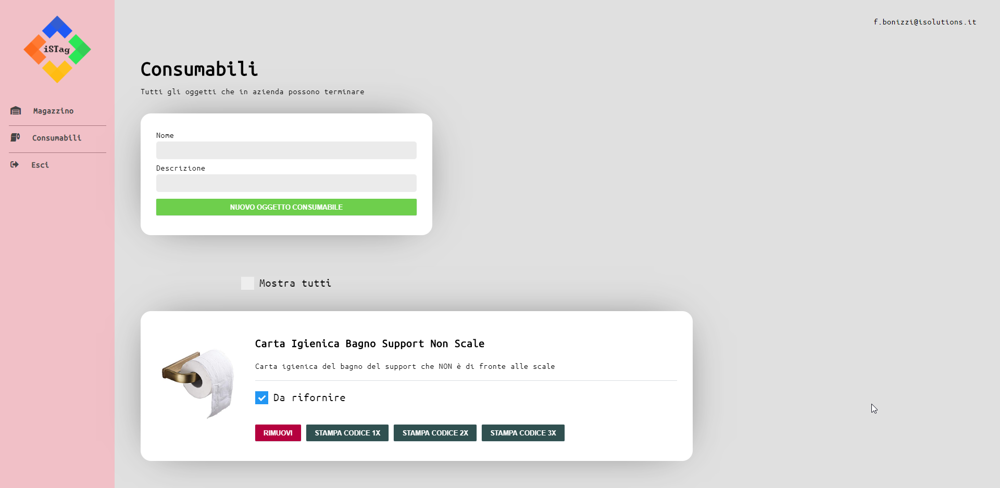 iSTag
f.bonizzi@isolutions.it
Magazzino
Consumabili
Esci
Consumabili
Tutti gli oggetti che in azienda possono terminare
Nome
Descrizione
NUOVO OGGETTO CONSUMABILE
Mostra tutti
Carta Igienica Bagno Support Non Scale
Carta igienica del bagno del support che NON è di fronte alle scale
Da rifornire
RIMUOVI STAMPA CODICE 1X STAMPA CODICE 2X STAMPA CODICE 3X